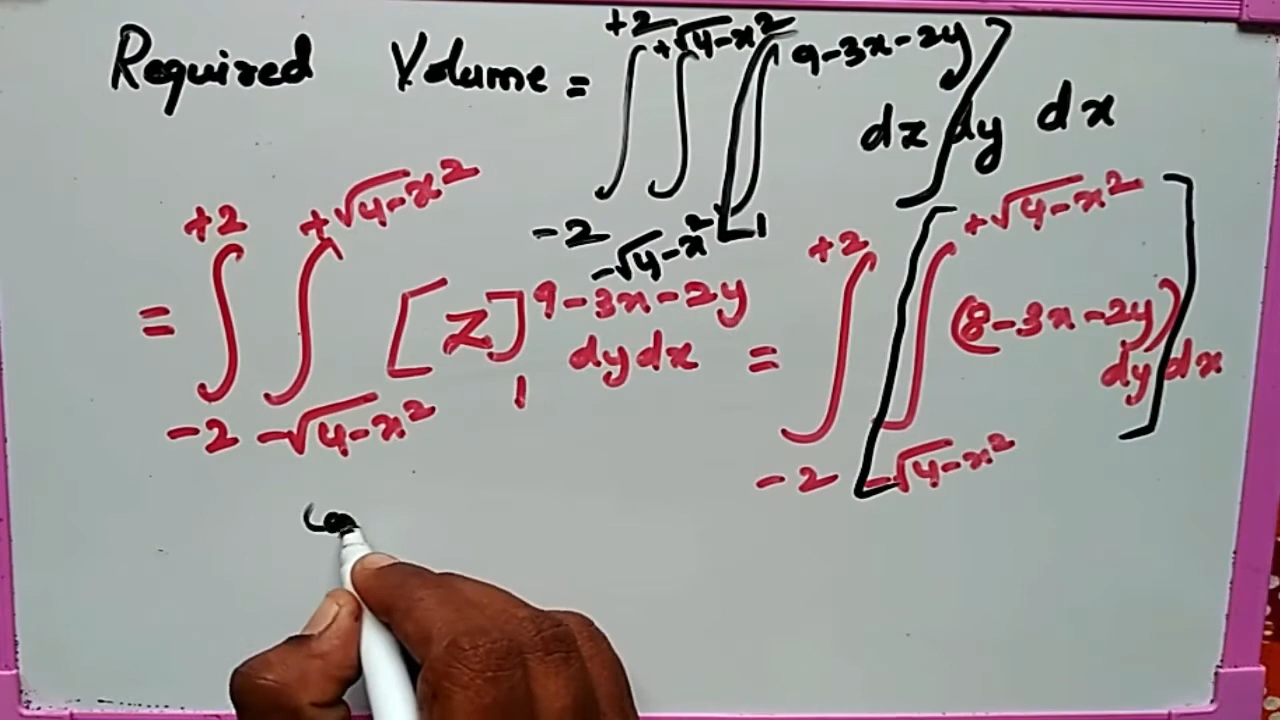 Required Volume = ∫₋₂⁺² ∫_{-√4-x²}^{+√4-x²} [∫₁^{9-3x-2y} dz] dy dx
= ∫₋₂⁺² ∫_{-√4-x²}^{+√4-x²} [z]₁^{9-3x-2y} dy dx = ∫₋₂⁺² [∫_{-√4-x²}^{+√4-x²} (8-3x-2y) dy] dx